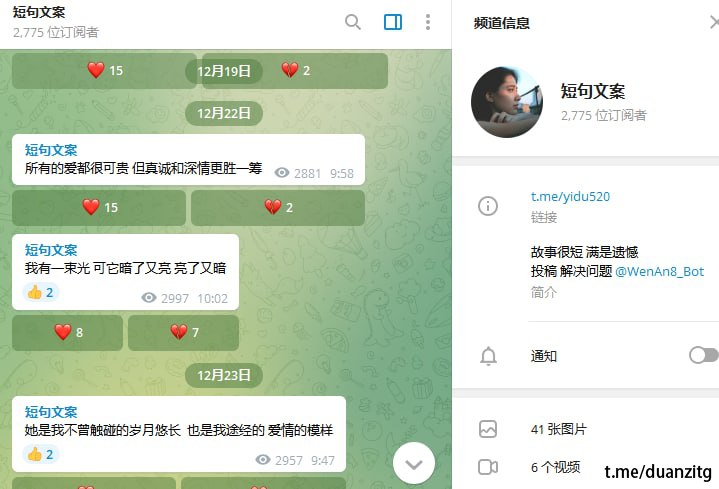 短句文案
2,775 位订阅者
15
12月19日
2
12月22日
短句文案
所有的爱都很可贵 但真诚和深情更胜一筹
2881 9:58
15
2
短句文案
我有一束光 可它暗了又亮 亮了又暗
2
2997 10:02
8
7
12月23日
短句文案
她是我不曾触碰的岁月悠长 也是我途经的 爱情的模样
2
2957 9:47
频道信息
短句文案
2,775 位订阅者
t.me/yidu520
链接
故事很短 满是遗憾
投稿 解决问题 @WenAn8_Bot
简介
通知
41 张图片
6 个视频
t.me/duanzitg